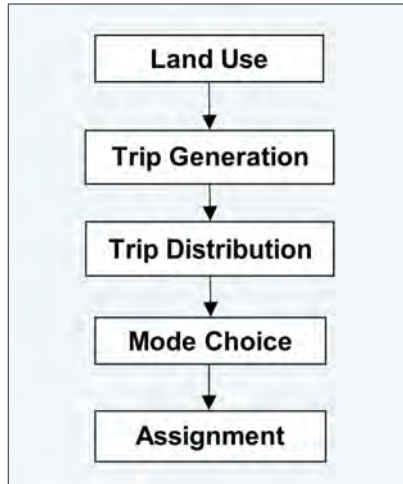 Land Use
Trip Generation
Trip Distribution
Mode Choice
Assignment